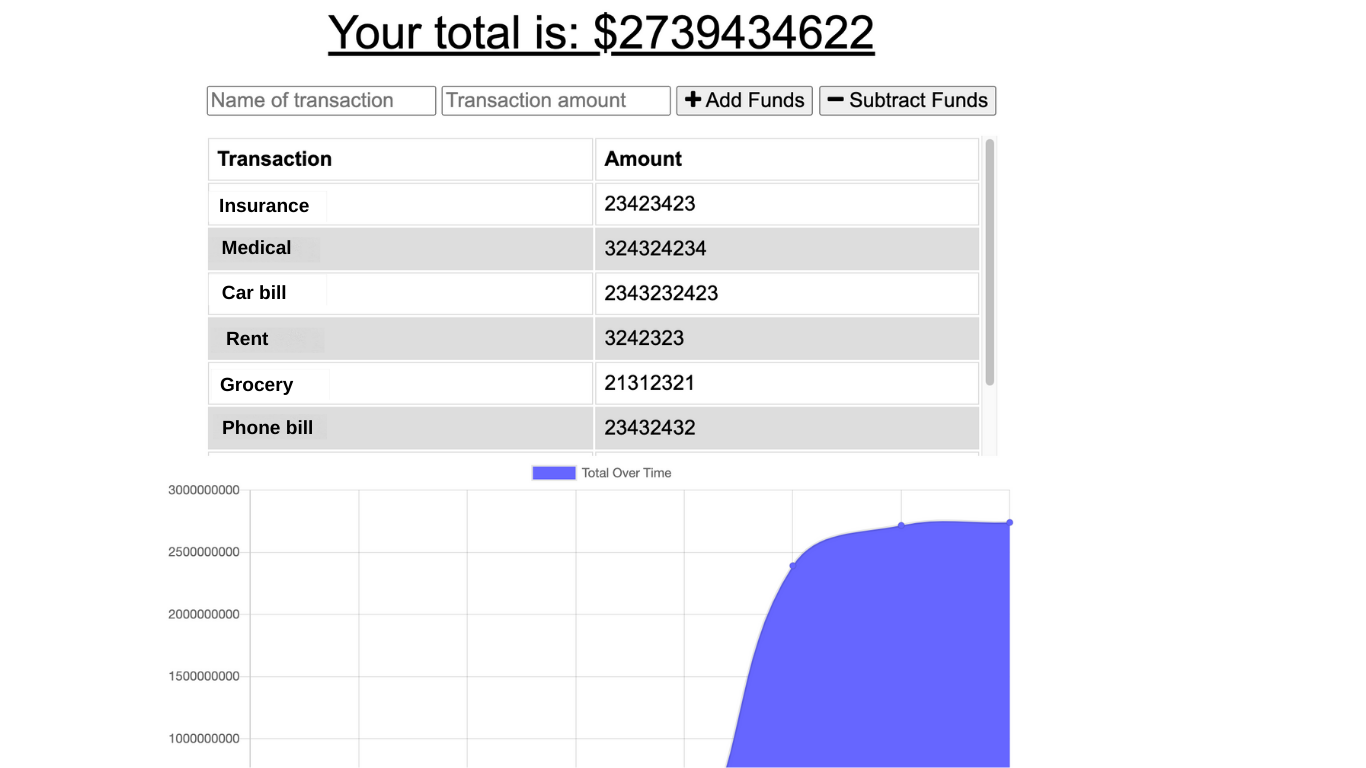 Your total is: $2739434622
Name of transaction Transaction amount + Add Funds − Subtract Funds
Transaction Amount
Insurance 23423423
Medical 324324234
Car bill 2343232423
Rent 3242323
Grocery 21312321
Phone bill 23432432
Total Over Time
3000000000
2500000000
2000000000
1500000000
1000000000